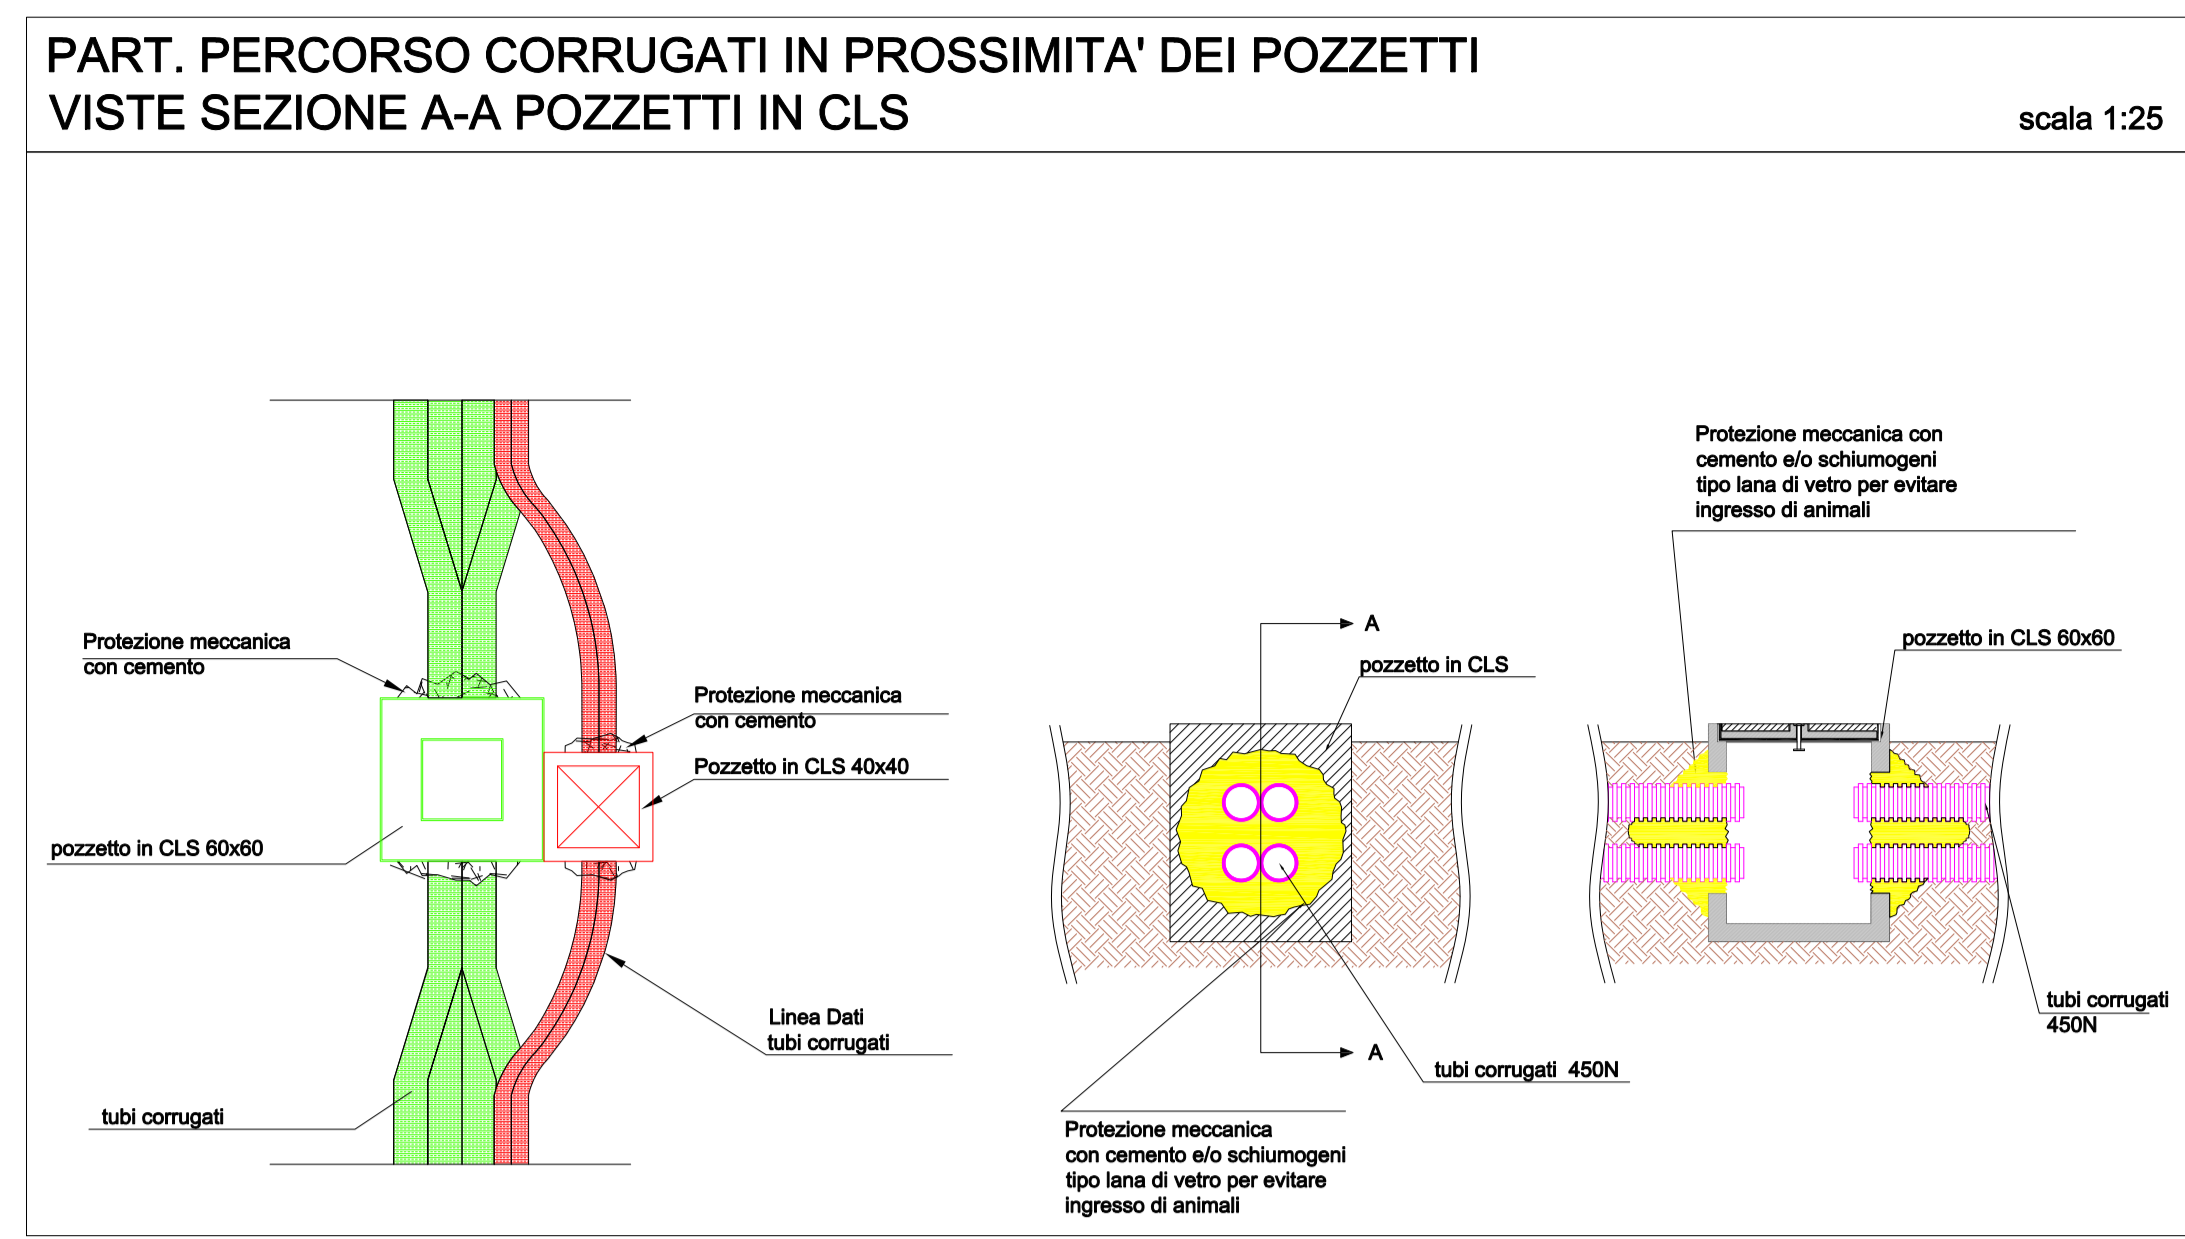 PART. PERCORSO CORRUGATI IN PROSSIMITA' DEI POZZETTI
VISTE SEZIONE A-A POZZETTI IN CLS
scala 1:25
Protezione meccanica
con cemento
pozzetto in CLS 60x60
tubi corrugati
Protezione meccanica
con cemento
Pozzetto in CLS 40x40
Linea Dati
tubi corrugati
A
pozzetto in CLS
A
tubi corrugati 450N
Protezione meccanica
con cemento e/o schiumogeni
tipo lana di vetro per evitare
ingresso di animali
Protezione meccanica con
cemento e/o schiumogeni
tipo lana di vetro per evitare
ingresso di animali
pozzetto in CLS 60x60
tubi corrugati
450N